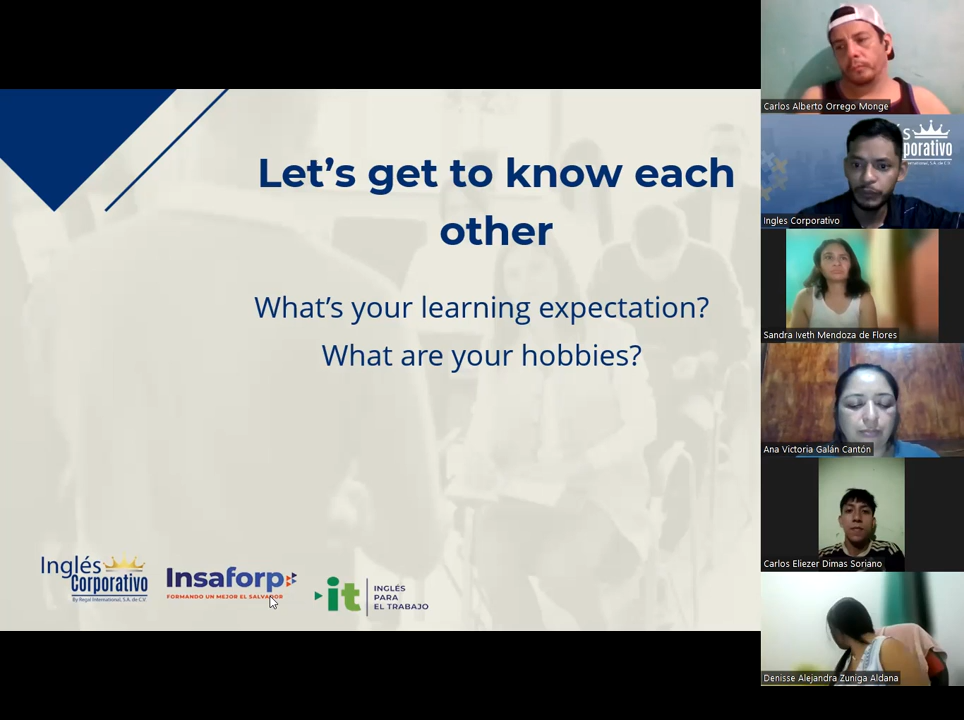 Let's get to know each
other
What's your learning expectation?
What are your hobbies?
Inglés
Corporativo
By Regal International, S.A. de C.V.
Insaforp
FORMANDO UN MEJOR EL SALVADOR
it
INGLÉS
PARA
EL TRABAJO
Carlos Alberto Orrego Monge
porativo
Ingles Corporativo
Sandra Iveth Mendoza de Flores
Ana Victoria Galán Cantón
Carlos Eliezer Dimas Soriano
Denisse Alejandra Zuniga Aldana